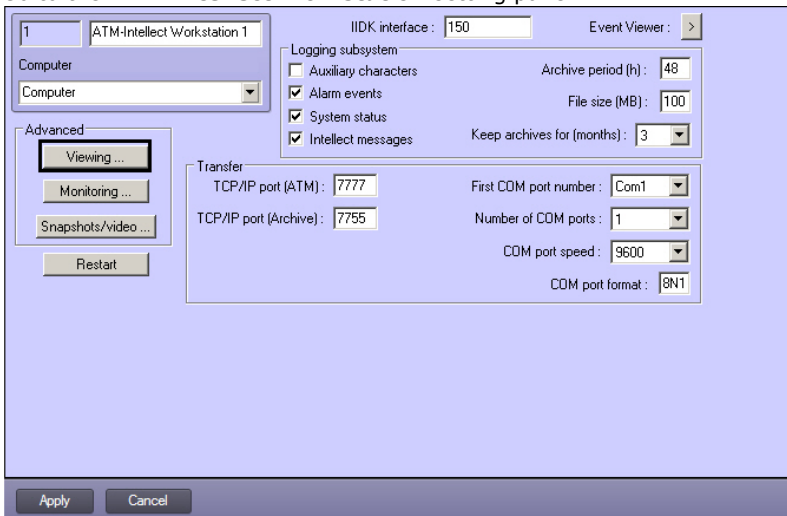 1
ATM-Intellect Workstation 1
Computer
Computer
IIDK interface : 150
Event Viewer : >
Logging subsystem
Auxiliary characters
Alarm events
System status
Intellect messages
Archive period (h) : 48
File size (MB) : 100
Keep archives for (months) : 3
Advanced
Viewing ...
Monitoring ...
Snapshots/video ...
Restart
Transfer
TCP/IP port (ATM) : 7777
TCP/IP port (Archive) : 7755
First COM port number : Com1
Number of COM ports : 1
COM port speed : 9600
COM port format : 8N1
Apply
Cancel